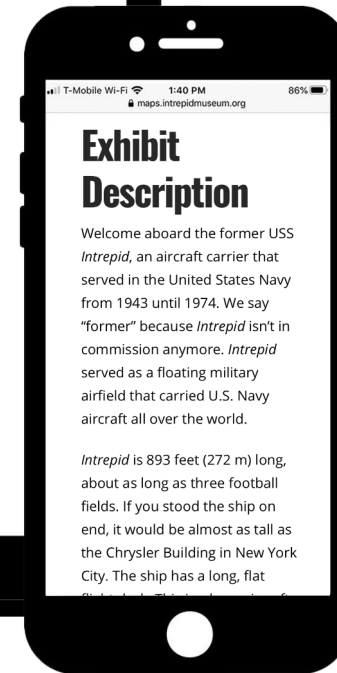 T-Mobile Wi-Fi 1:40 PM 86%
maps.intrepidmuseum.org
Exhibit
Description
Welcome aboard the former USS
Intrepid, an aircraft carrier that
served in the United States Navy
from 1943 until 1974. We say
“former” because Intrepid isn’t in
commission anymore. Intrepid
served as a floating military
airfield that carried U.S. Navy
aircraft all over the world.
Intrepid is 893 feet (272 m) long,
about as long as three football
fields. If you stood the ship on
end, it would be almost as tall as
the Chrysler Building in New York
City. The ship has a long, flat